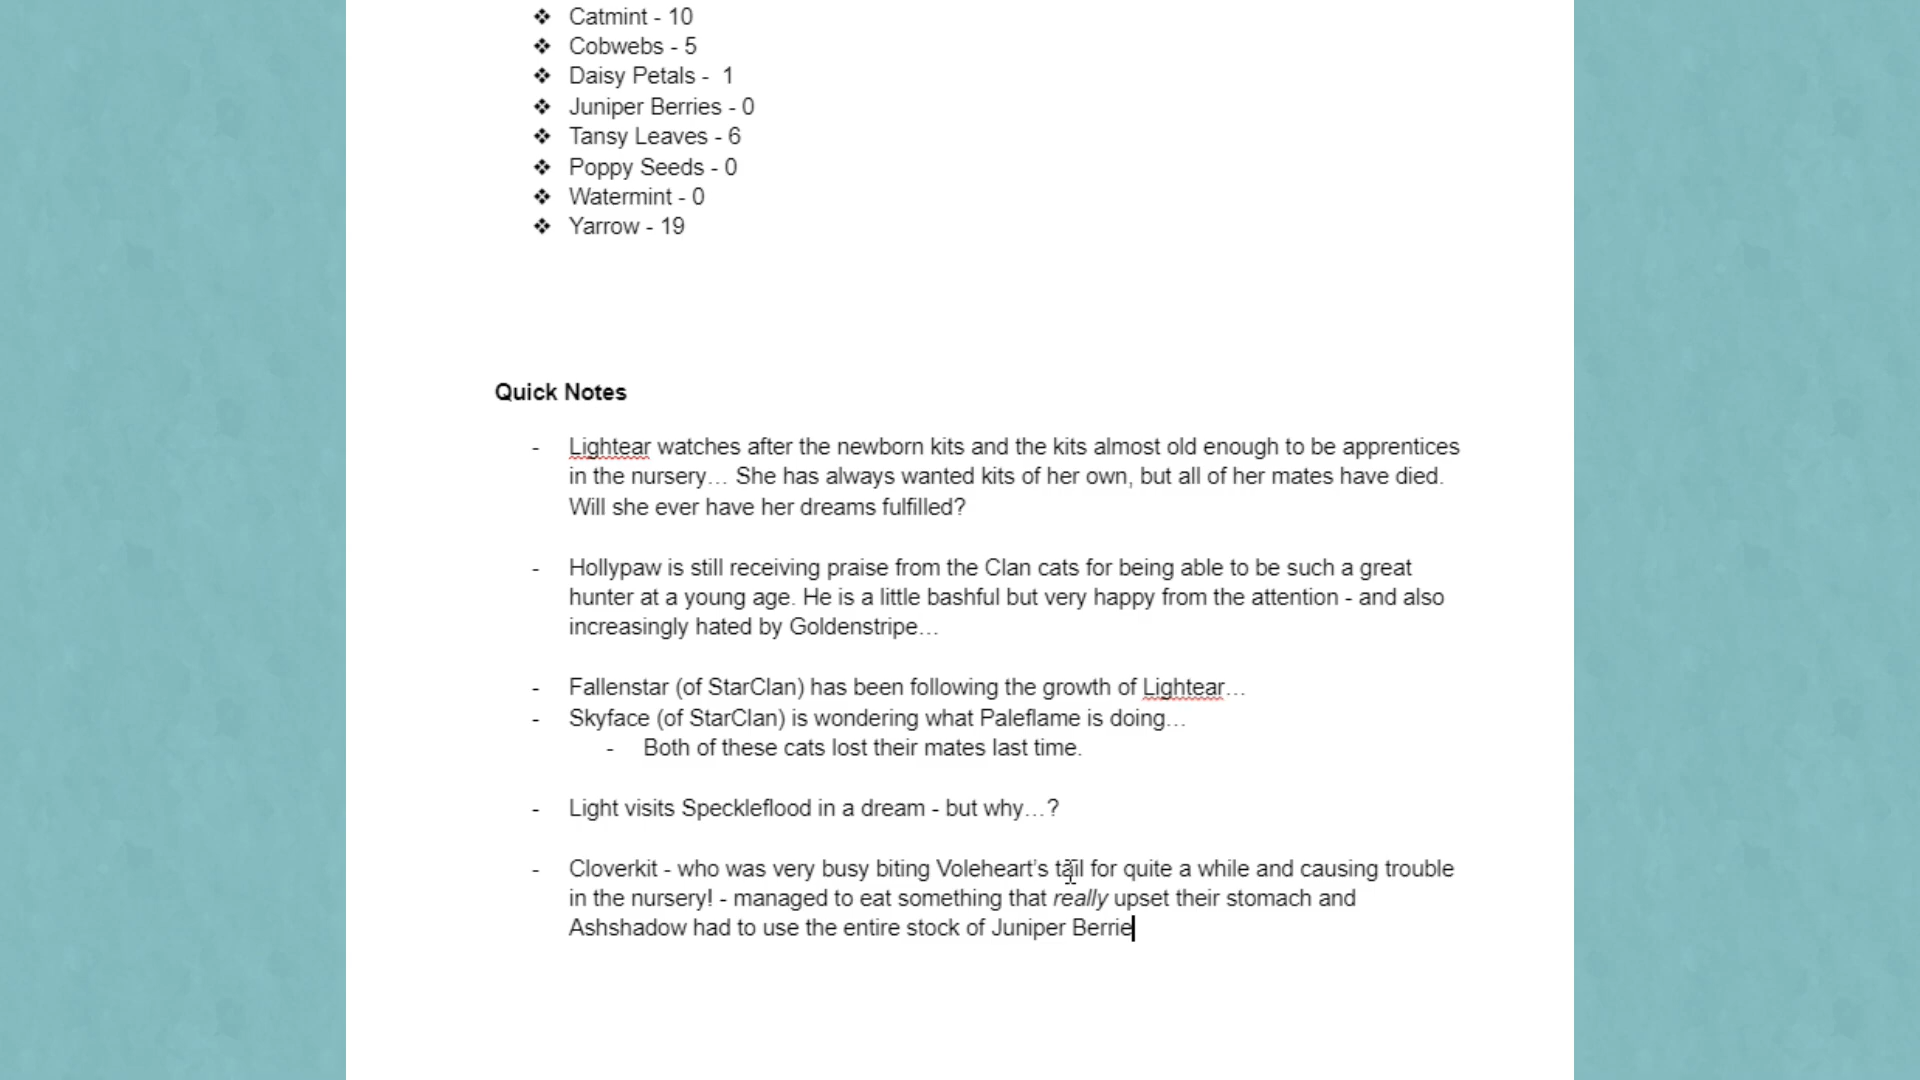 ❖ Catmint - 10
❖ Cobwebs - 5
❖ Daisy Petals -  1
❖ Juniper Berries - 0
❖ Tansy Leaves - 6
❖ Poppy Seeds - 0
❖ Watermint - 0
❖ Yarrow - 19
Quick Notes
- Lightear watches after the newborn kits and the kits almost old enough to be apprentices
in the nursery… She has always wanted kits of her own, but all of her mates have died.
Will she ever have her dreams fulfilled?
- Hollypaw is still receiving praise from the Clan cats for being able to be such a great
hunter at a young age. He is a little bashful but very happy from the attention - and also
increasingly hated by Goldenstripe…
- Fallenstar (of StarClan) has been following the growth of Lightear…
- Skyface (of StarClan) is wondering what Paleflame is doing…
- Both of these cats lost their mates last time.
- Light visits Speckleflood in a dream - but why…?
- Cloverkit - who was very busy biting Voleheart's tail for quite a while and causing trouble
in the nursery! - managed to eat something that really upset their stomach and
Ashshadow had to use the entire stock of Juniper Berrie